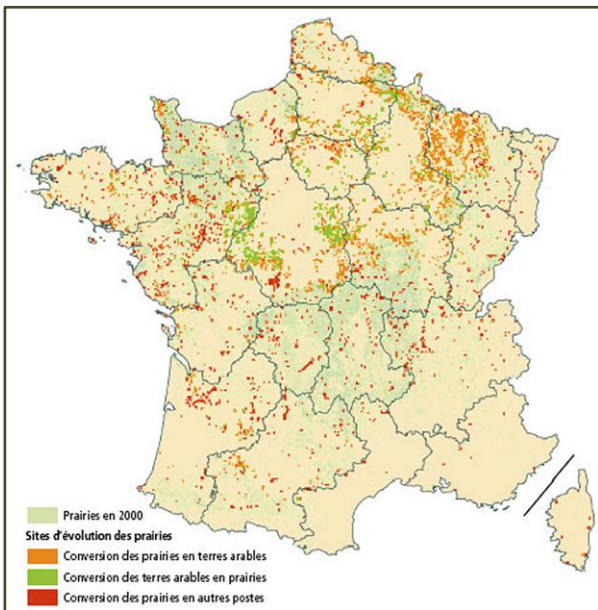 Prairies en 2000
Sites d'évolution des prairies
Conversion des prairies en terres arables
Conversion des terres arables en prairies
Conversion des prairies en autres postes